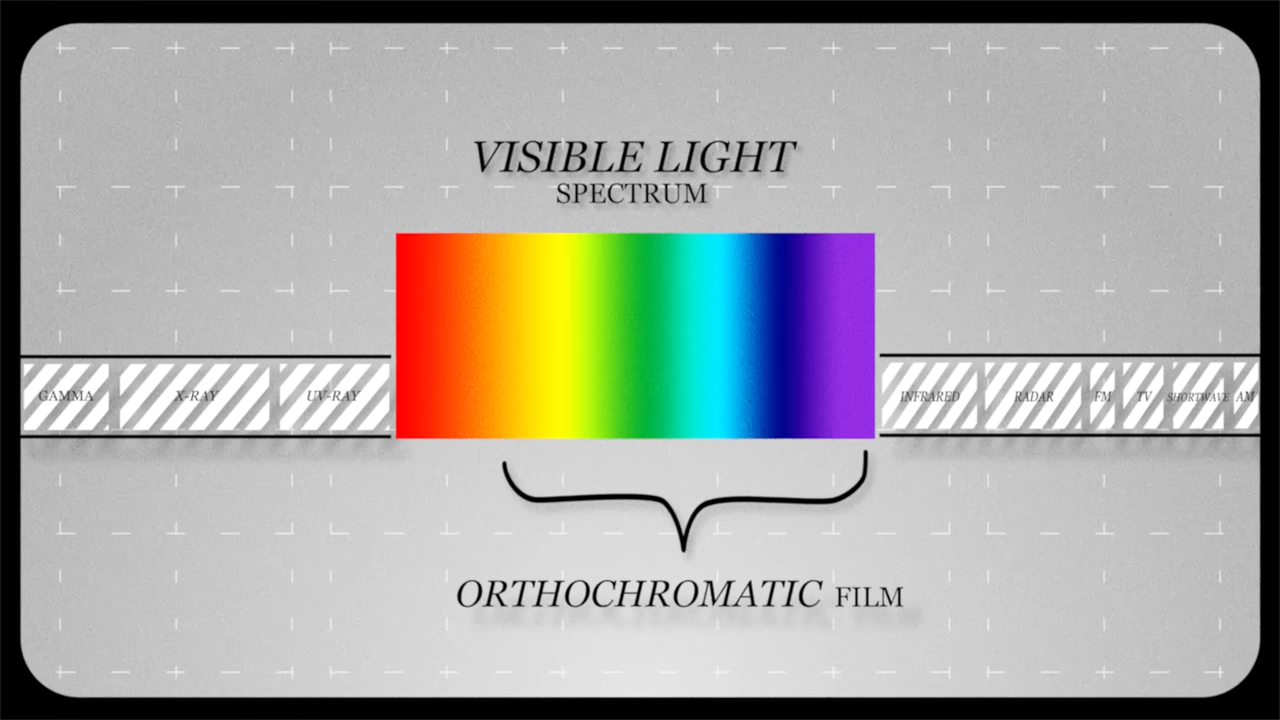 VISIBLE LIGHT
SPECTRUM
GAMMA X-RAY UV-RAY INFRARED RADAR FM TV SHORTWAVE AM
ORTHOCHROMATIC FILM